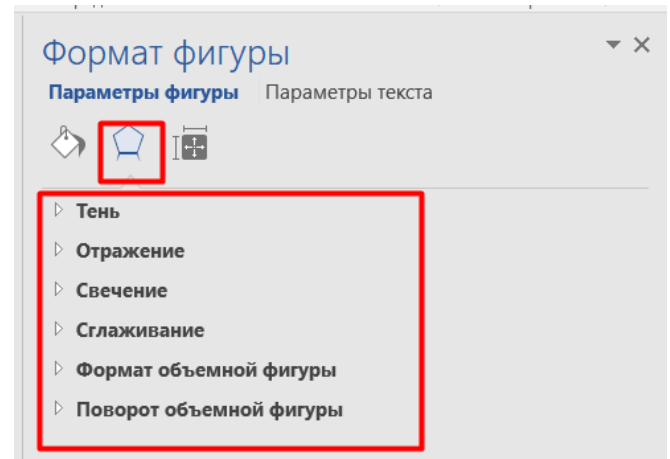 Формат фигуры
Параметры фигуры Параметры текста
Тень
Отражение
Свечение
Сглаживание
Формат объемной фигуры
Поворот объемной фигуры